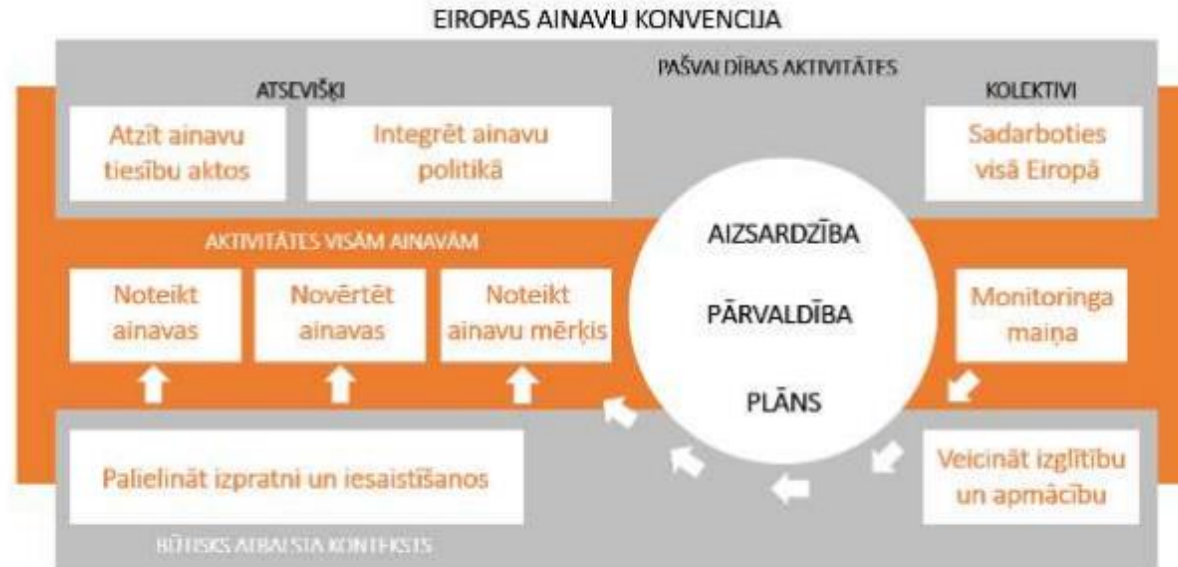 EIROPAS AINAVU KONVENCIJA
PAŠVALDĪBAS AKTIVITĀTES
ATSEVIŠĶI
KOLEKTIVI
Atzīt ainavu
tiesību aktos
Integrēt ainavu
politikā
Sadarboties
visā Eiropā
AKTIVITĀTES VISĀM AINAVĀM
Noteikt
ainavas
Novērtēt
ainavas
Noteikt
ainavu mērķis
AIZSARDZĪBA
PĀRVALDĪBA
PLĀNS
Monitoringa
maiņa
Palielināt izpratni un iesaistīšanos
Veicināt izglītību
un apmācību
BŪTISKS ATBALSTA KONTEKSTS